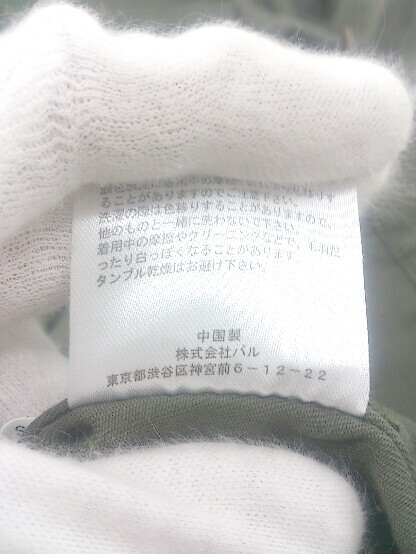 ることがありますのでご注意下さい。
洗濯の際は色移りすることがありますので、
他のものと一緒に洗わないで下さい。
着用中の摩擦やクリーニングなどで、毛羽だ
ったり白っぽくなることがあります。
タンブル乾燥はお避け下さい。
中国製
株式会社パル
東京都渋谷区神宮前6-12-22
S